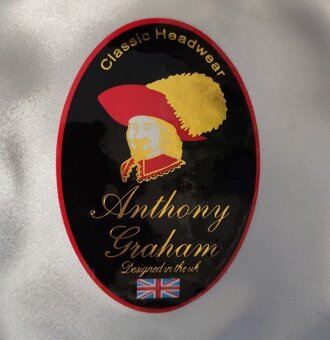 Classic Headwear
Anthony
Graham
Designed in the uk